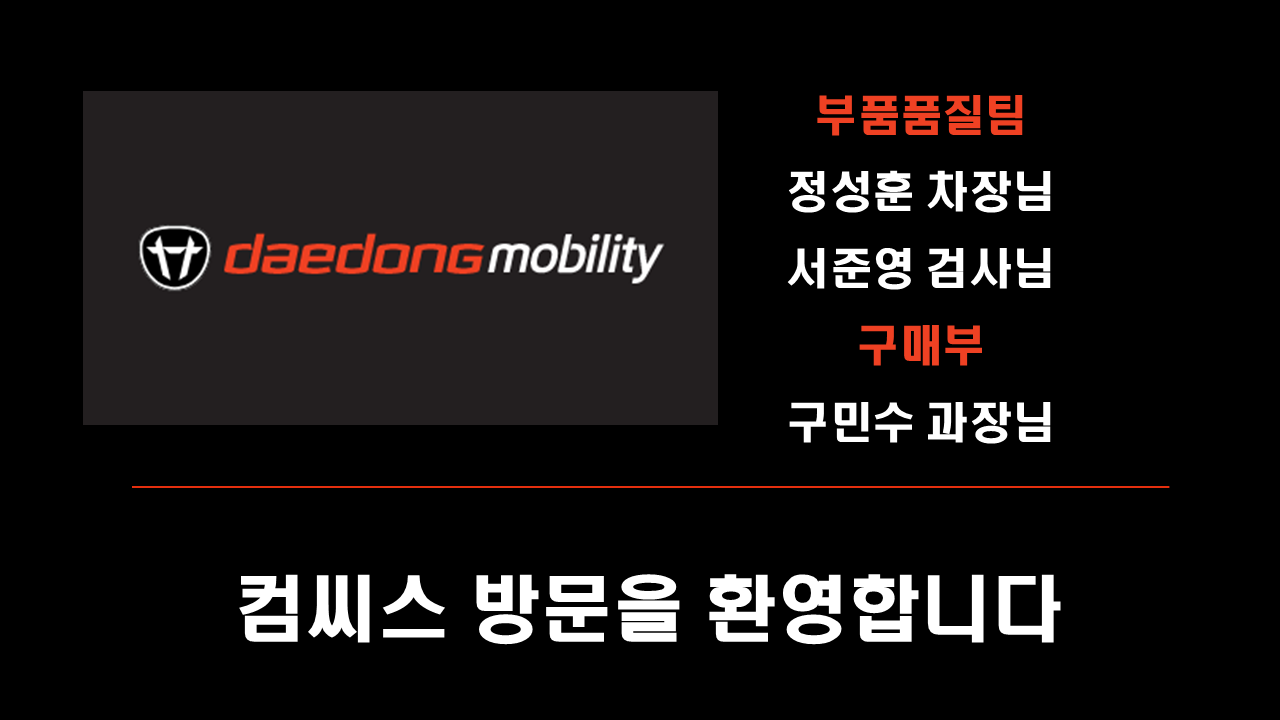 daedong mobility
부품품질팀
정성훈 차장님
서준영 검사님
구매부
구민수 과장님
컴씨스 방문을 환영합니다